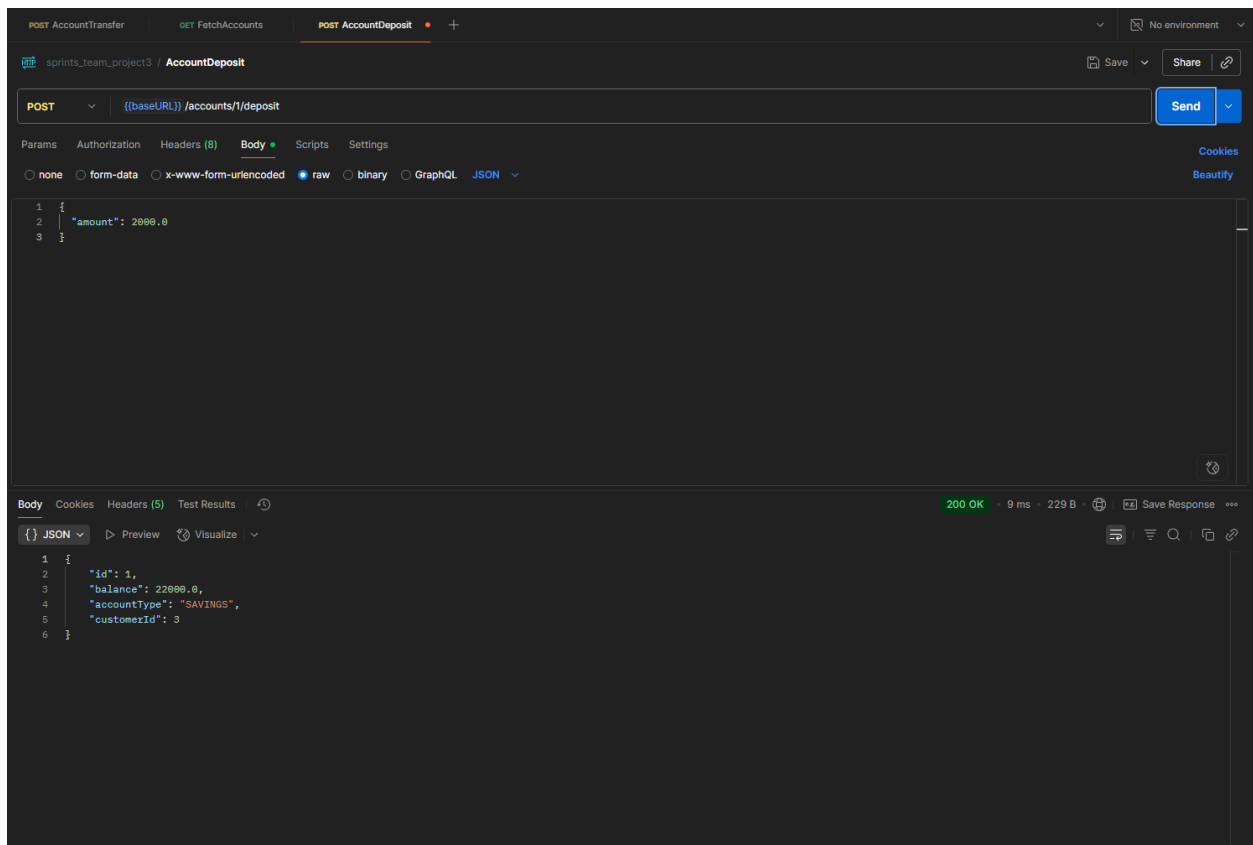 POST AccountTransfer GET FetchAccounts POST AccountDeposit No environment
HTTP sprints_team_project3 / AccountDeposit Save Share
POST {{baseURL}} /accounts/1/deposit Send
Params Authorization Headers (8) Body Scripts Settings Cookies
none form-data x-www-form-urlencoded raw binary GraphQL JSON Beautify
1 {
2 "amount": 2000.0
3 }
Body Cookies Headers (5) Test Results 200 OK 9 ms 229 B Save Response
{} JSON Preview Visualize
1 {
2 "id": 1,
3 "balance": 22000.0,
4 "accountType": "SAVINGS",
5 "customerId": 3
6 }